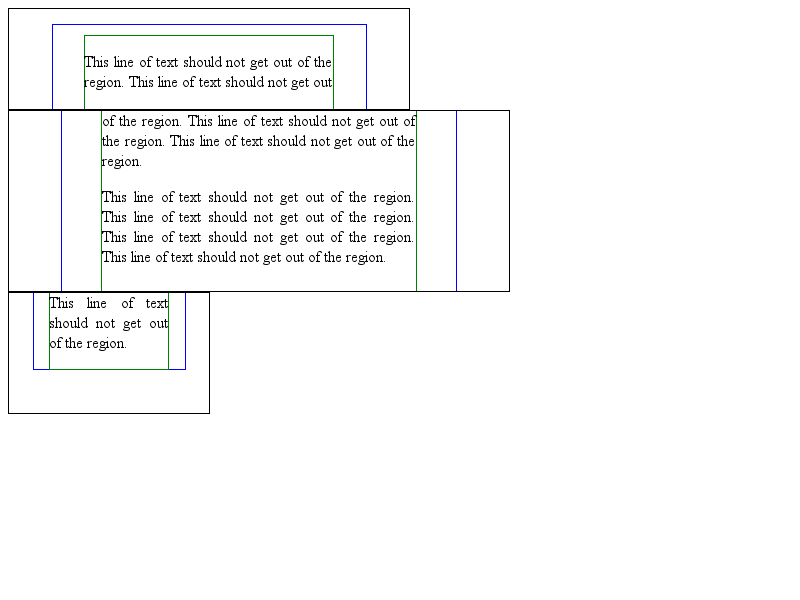 This line of text should not get out of the
region. This line of text should not get out
of the region. This line of text should not get out of
the region. This line of text should not get out of the
region.
This line of text should not get out of the region.
This line of text should not get out of the region.
This line of text should not get out of the region.
This line of text should not get out of the region.
This line of text
should not get out
of the region.